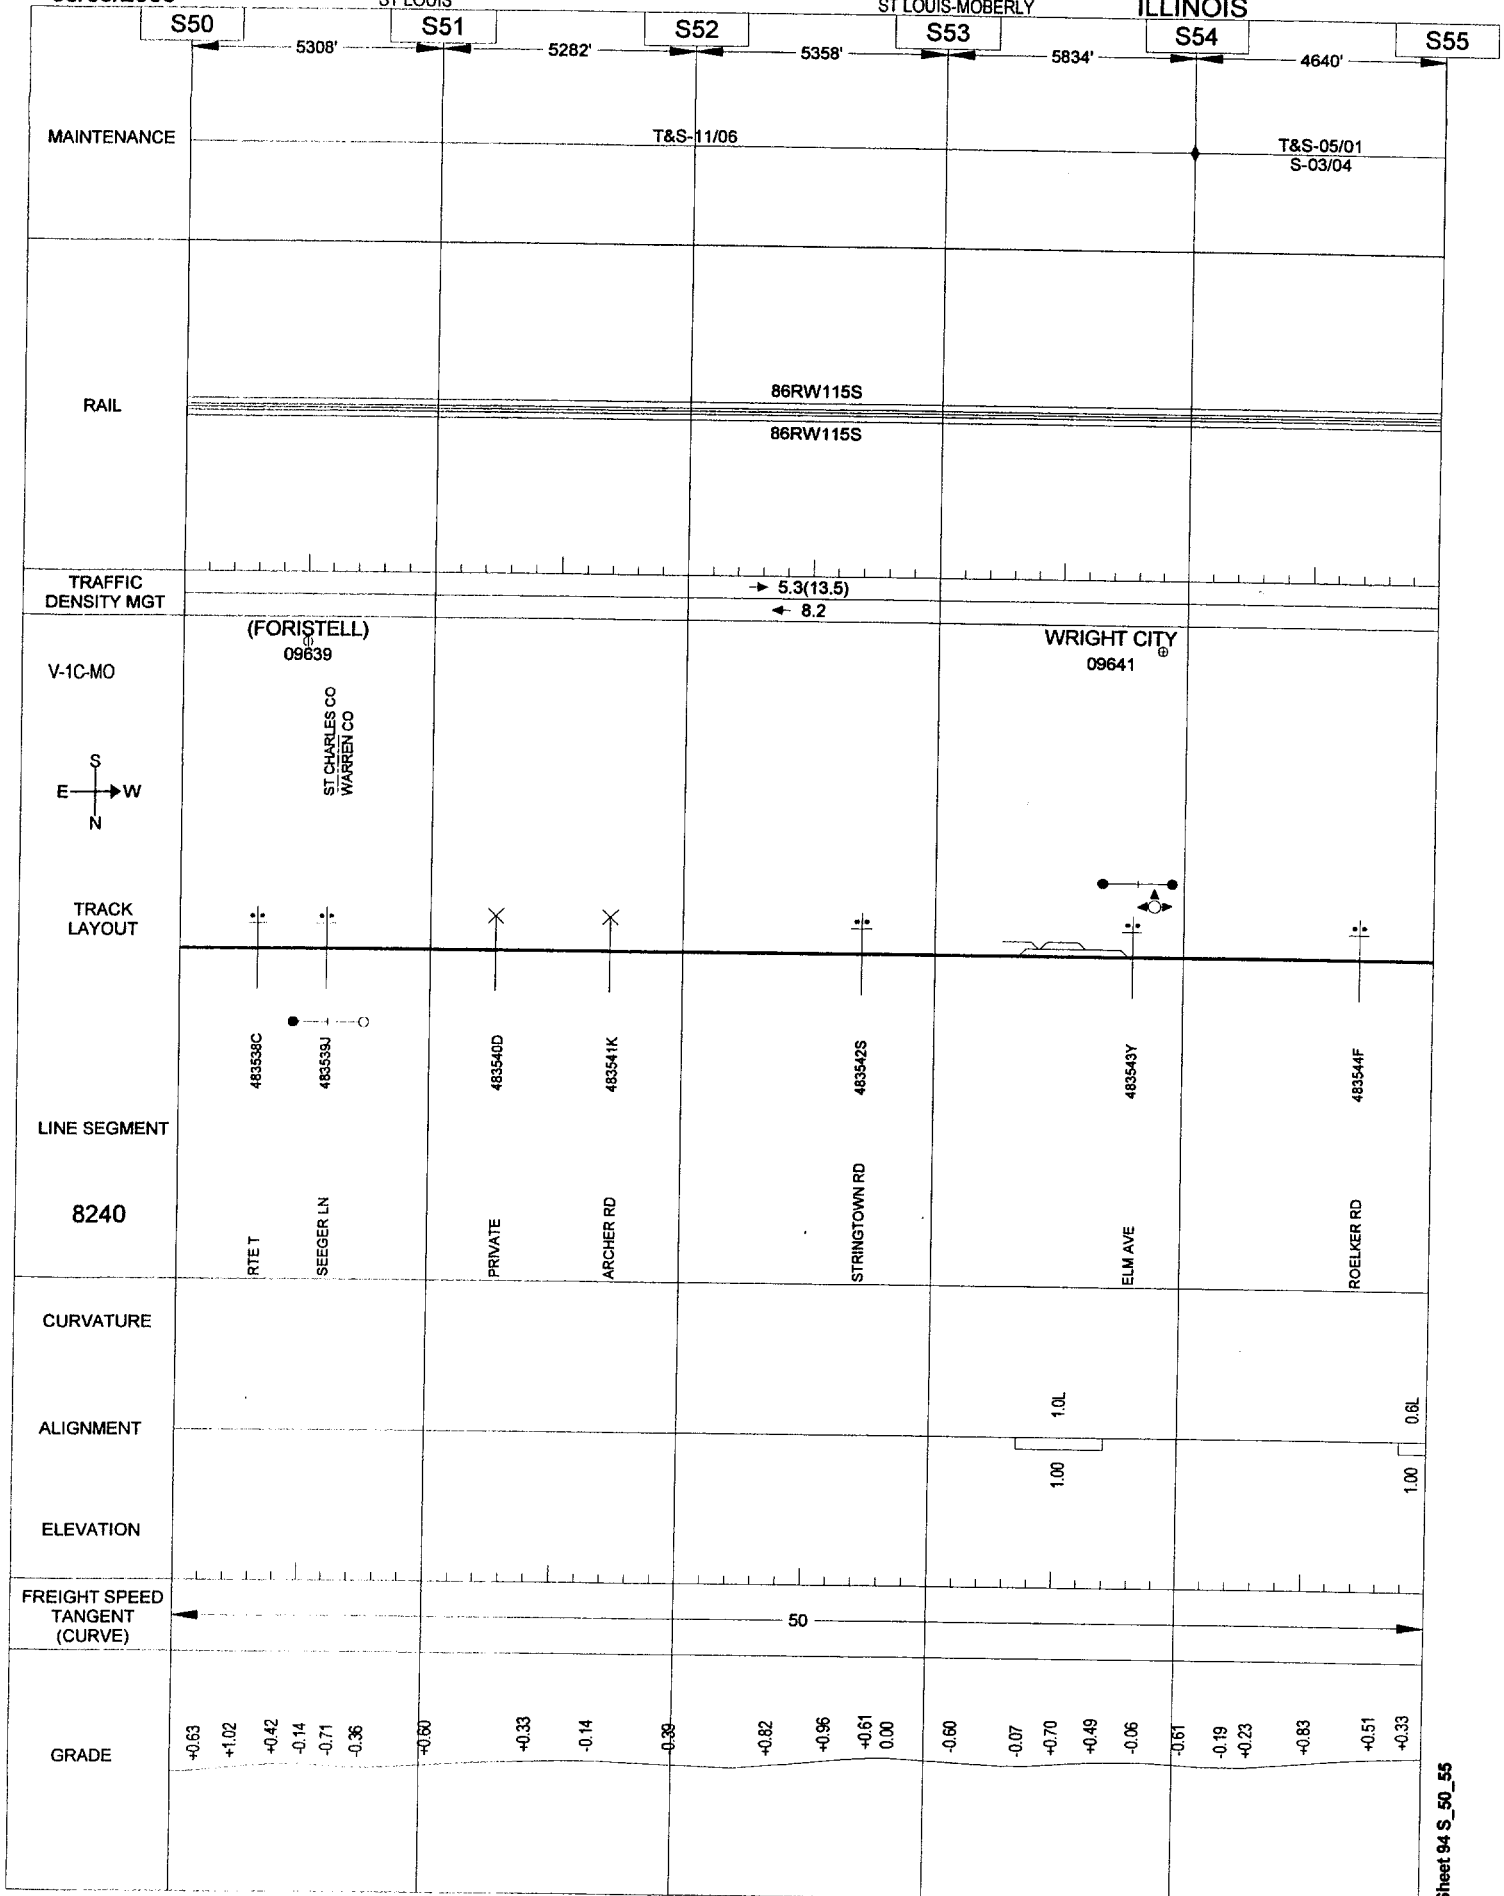 ST LOUIS
ST LOUIS-MOBERLY
ILLINOIS
S50
S51
S52
S53
S54
S55
5308'
5282'
5358'
5834'
4640'
MAINTENANCE
T&S-11/06
T&S-05/01
S-03/04
RAIL
86RW115S
86RW115S
TRAFFIC
DENSITY MGT
5.3(13.5)
8.2
(FORISTELL)
09639
WRIGHT CITY
09641
V-1C-MO
ST CHARLES CO
WARREN CO
S
E W
N
TRACK
LAYOUT
483538C
483539J
483540D
483541K
483542S
483543Y
483544F
LINE SEGMENT
8240
RTE T
SEEGER LN
PRIVATE
ARCHER RD
STRINGTOWN RD
ELM AVE
ROELKER RD
CURVATURE
1.0L
0.6L
ALIGNMENT
1.00
1.00
ELEVATION
FREIGHT SPEED
TANGENT
(CURVE)
50
GRADE
+0.63
+1.02
+0.42
-0.14
-0.71
-0.36
+0.60
+0.33
-0.14
-0.39
+0.82
+0.96
+0.61
0.00
-0.60
-0.07
+0.70
+0.49
-0.06
-0.61
-0.19
+0.23
+0.83
+0.51
+0.33
Sheet 94 S_50_55